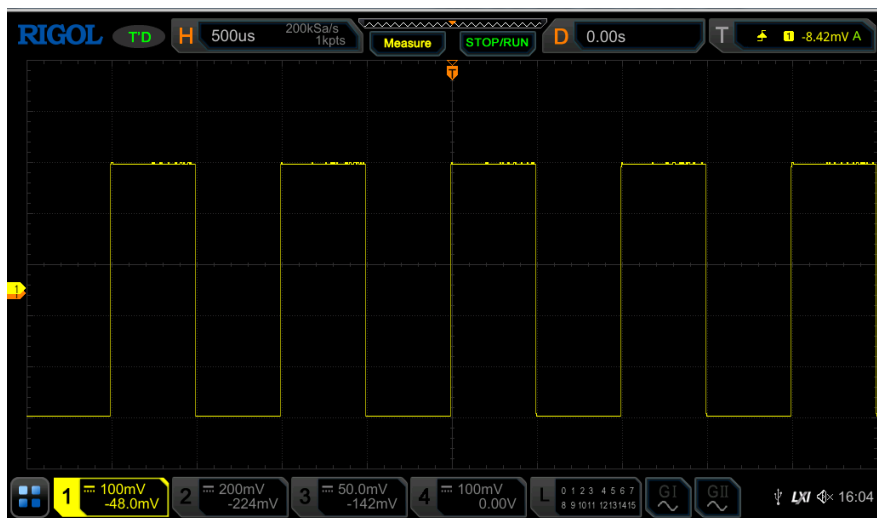 RIGOL T'D H 500us 200kSa/s 1kpts Measure STOP/RUN D 0.00s T 1 -8.42mV A
T
1
1 100mV -48.0mV 2 200mV -224mV 3 50.0mV -142mV 4 100mV 0.00V L 0 1 2 3 4 5 6 7 8 9 10 11 12 13 14 15 GI GII LXI 16:04